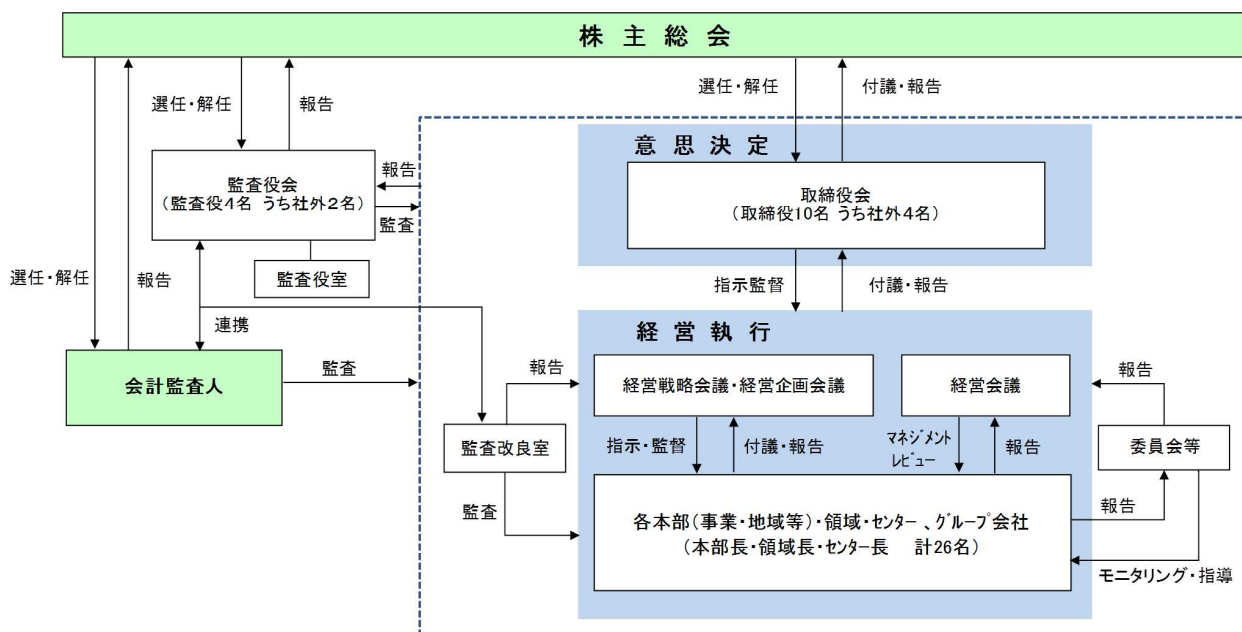 株主総会
選任・解任
報告
選任・解任
付議・報告
意思決定
監査役会
(監査役4名 うち社外2名)
報告
監査
取締役会
(取締役10名 うち社外4名)
監査役室
選任・解任
報告
指示監督
付議・報告
連携
経営執行
会計監査人
監査
報告
経営戦略会議・経営企画会議
経営会議
報告
監査改良室
指示・監督
付議・報告
マネジメント
レビュー
報告
委員会等
監査
各本部(事業・地域等)・領域・センター、グループ会社
(本部長・領域長・センター長 計26名)
報告
モニタリング・指導